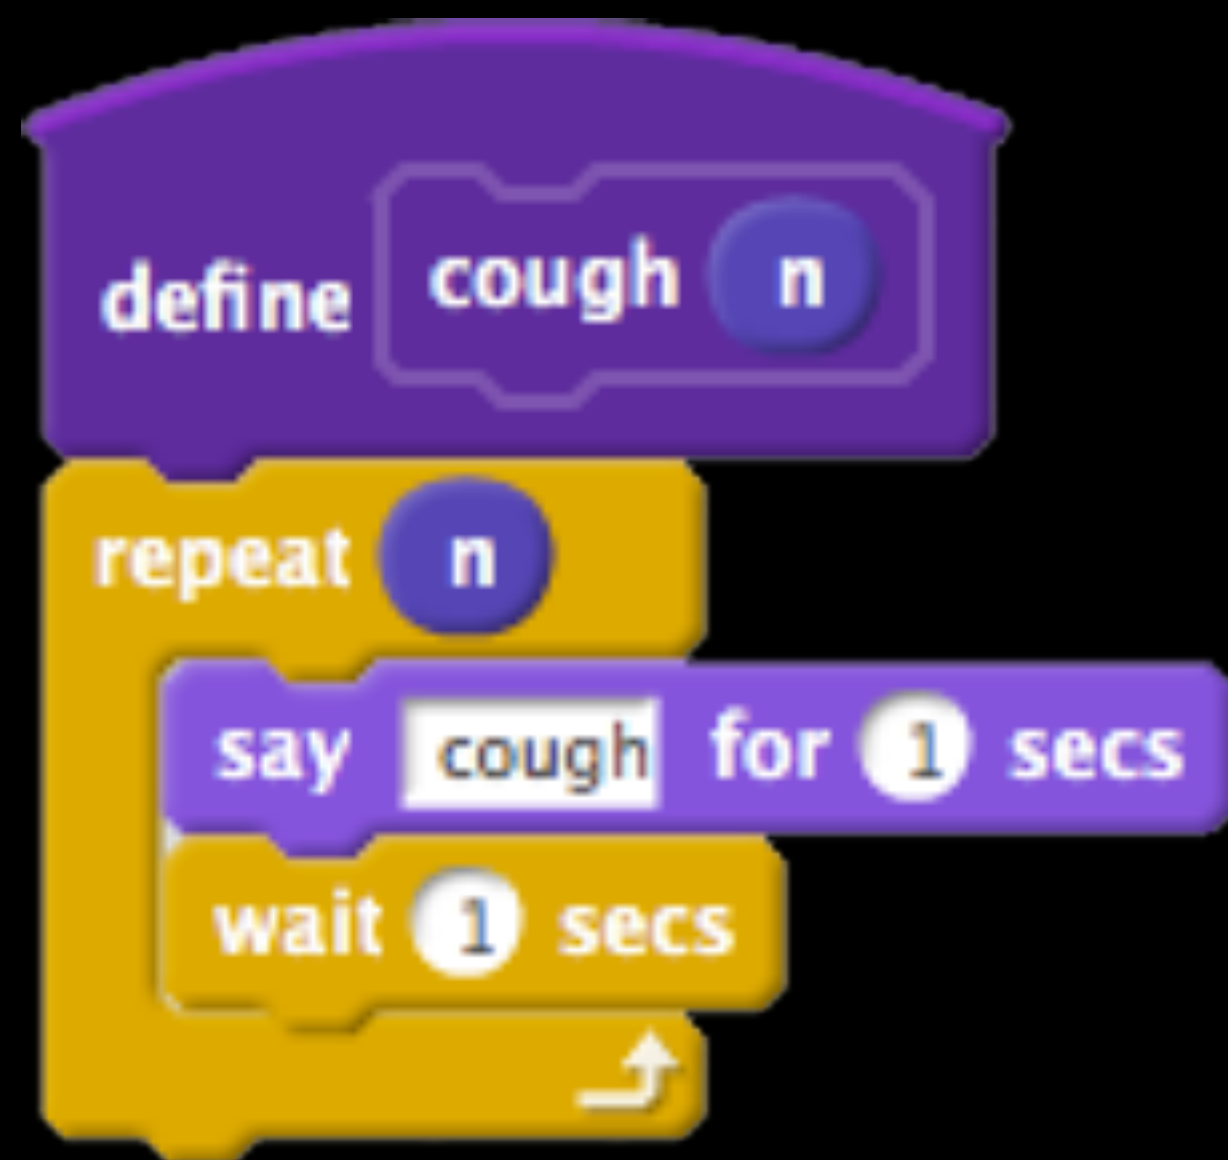 define cough n
repeat n
say cough for 1 secs
wait 1 secs